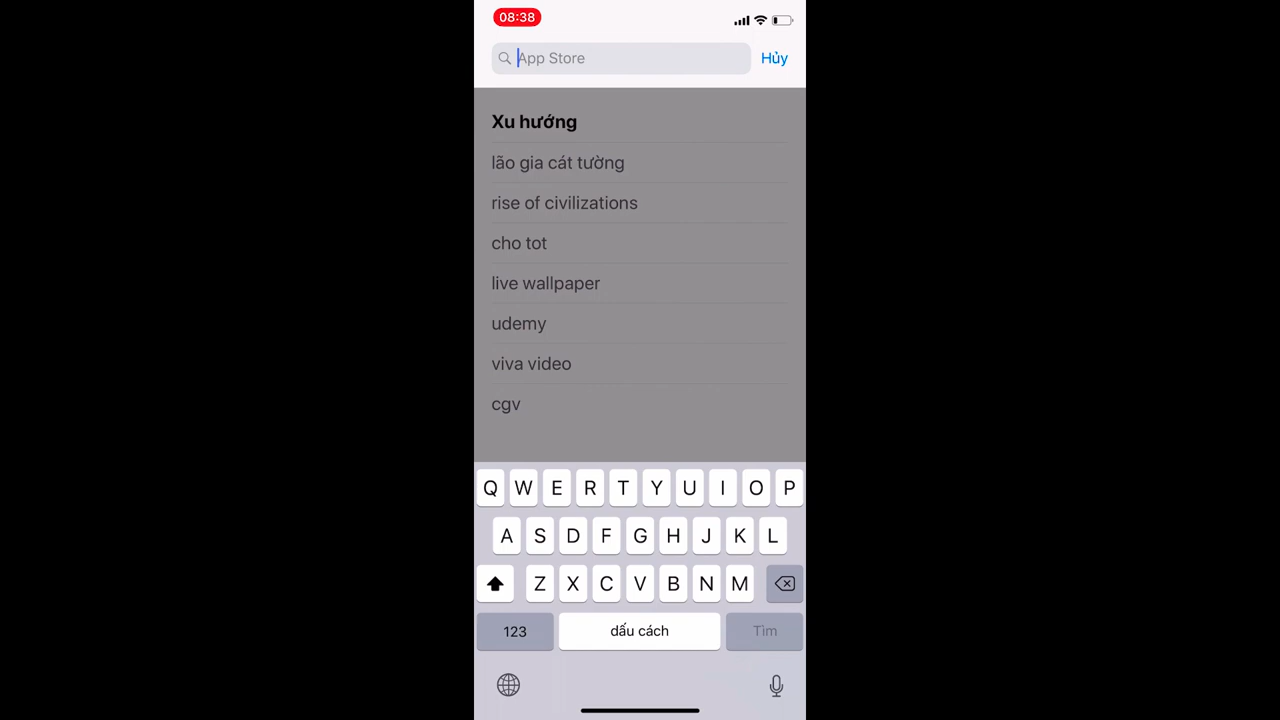 08:38
App Store
Hủy
Xu hướng
lão gia cát tường
rise of civilizations
cho tot
live wallpaper
udemy
viva video
cgv
Q W E R T Y U I O P
A S D F G H J K L
Z X C V B N M
123 dấu cách Tìm